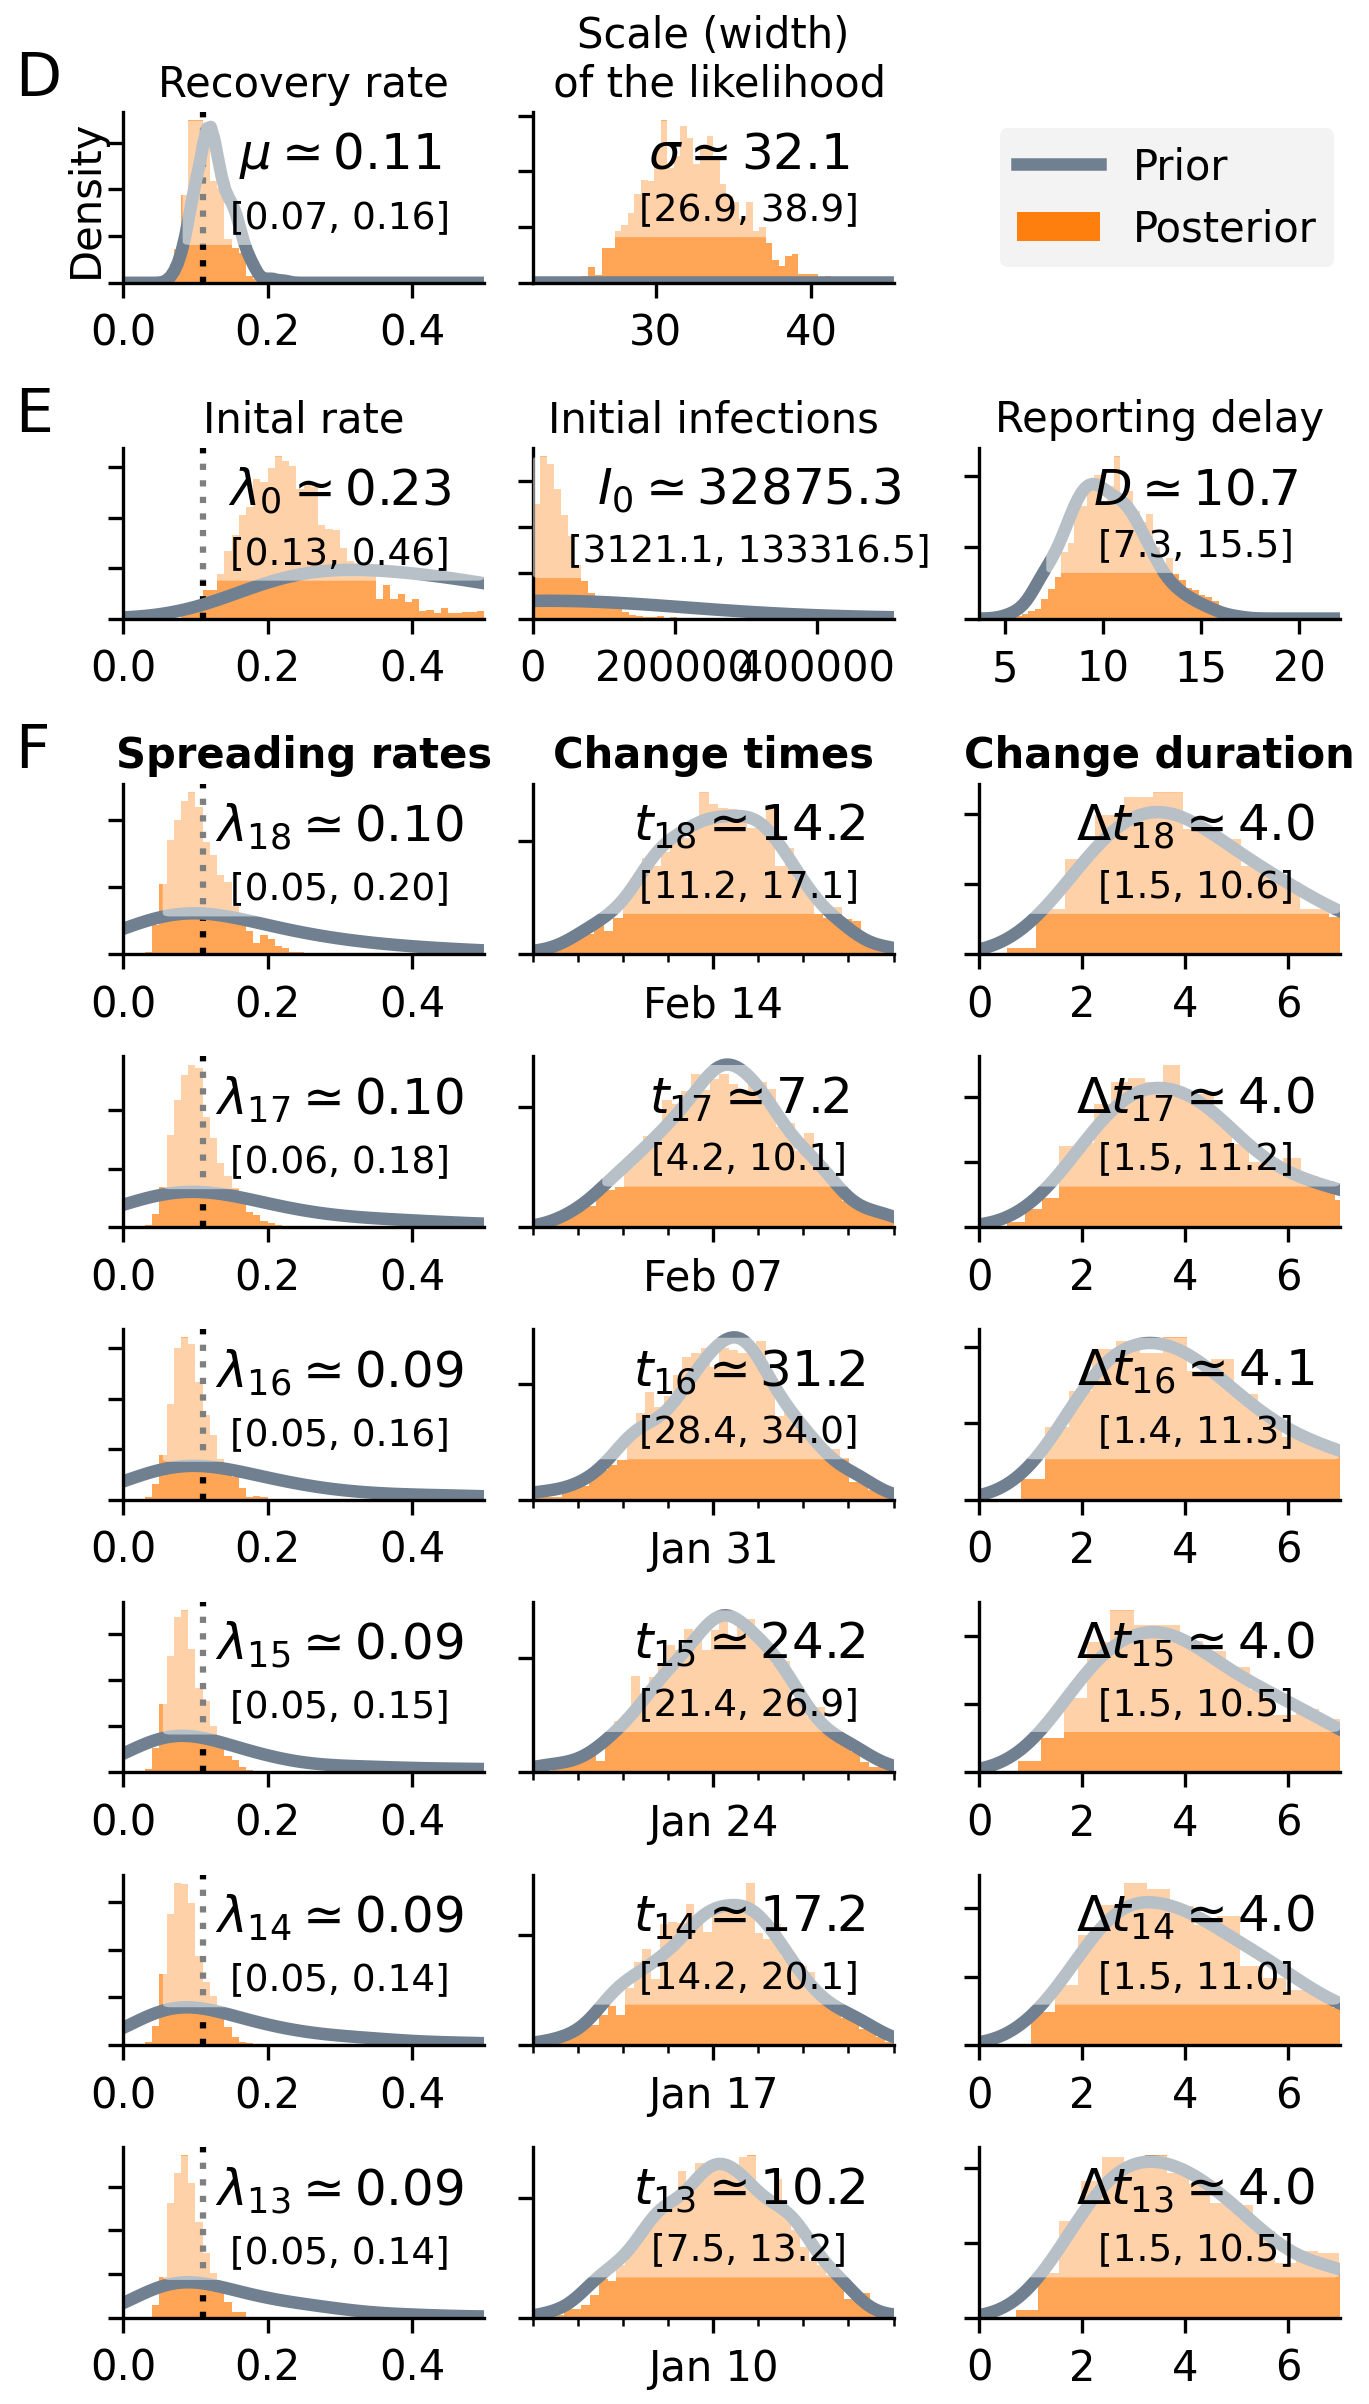 D
Recovery rate
Scale (width)
of the likelihood
Density
μ ≃ 0.11
[0.07, 0.16]
σ ≃ 32.1
[26.9, 38.9]
Prior
Posterior
0.0 0.2 0.4
30 40
E
Inital rate
Initial infections
Reporting delay
λ0 ≃ 0.23
[0.13, 0.46]
I0 ≃ 32875.3
[3121.1, 133316.5]
D ≃ 10.7
[7.3, 15.5]
0.0 0.2 0.4
0 200000 400000
5 10 15 20
F
Spreading rates
Change times
Change duration
λ18 ≃ 0.10
[0.05, 0.20]
t18 ≃ 14.2
[11.2, 17.1]
Δt18 ≃ 4.0
[1.5, 10.6]
0.0 0.2 0.4
Feb 14
0 2 4 6
λ17 ≃ 0.10
[0.06, 0.18]
t17 ≃ 7.2
[4.2, 10.1]
Δt17 ≃ 4.0
[1.5, 11.2]
0.0 0.2 0.4
Feb 07
0 2 4 6
λ16 ≃ 0.09
[0.05, 0.16]
t16 ≃ 31.2
[28.4, 34.0]
Δt16 ≃ 4.1
[1.4, 11.3]
0.0 0.2 0.4
Jan 31
0 2 4 6
λ15 ≃ 0.09
[0.05, 0.15]
t15 ≃ 24.2
[21.4, 26.9]
Δt15 ≃ 4.0
[1.5, 10.5]
0.0 0.2 0.4
Jan 24
0 2 4 6
λ14 ≃ 0.09
[0.05, 0.14]
t14 ≃ 17.2
[14.2, 20.1]
Δt14 ≃ 4.0
[1.5, 11.0]
0.0 0.2 0.4
Jan 17
0 2 4 6
λ13 ≃ 0.09
[0.05, 0.14]
t13 ≃ 10.2
[7.5, 13.2]
Δt13 ≃ 4.0
[1.5, 10.5]
0.0 0.2 0.4
Jan 10
0 2 4 6